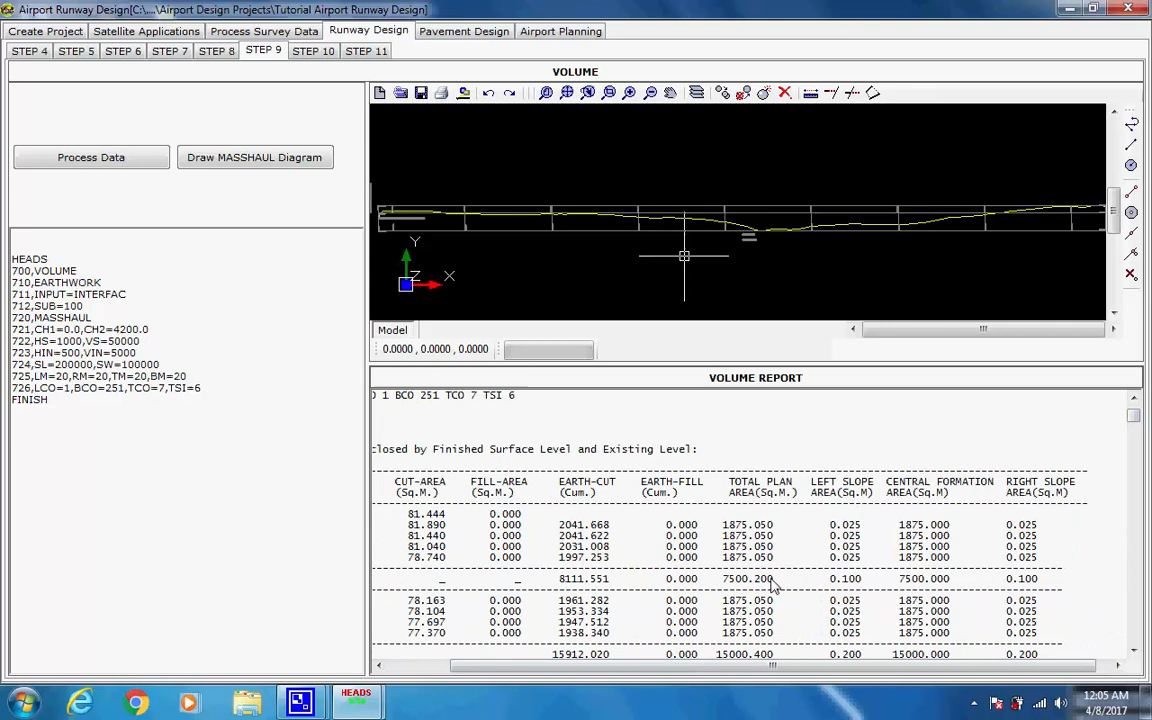 Airport Runway Design[C:\....\Airport Design Projects\Tutorial Airport Runway Design]
Create Project Satellite Applications Process Survey Data Runway Design Pavement Design Airport Planning
STEP 4 STEP 5 STEP 6 STEP 7 STEP 8 STEP 9 STEP 10 STEP 11
VOLUME
Process Data Draw MASSHAUL Diagram
HEADS
700,VOLUME
710,EARTHWORK
711,INPUT=INTERFAC
712,SUB=100
720,MASSHAUL
721,CH1=0.0,CH2=4200.0
722,HS=1000,VS=50000
723,HIN=500,VIN=5000
724,SL=200000,SW=100000
725,LM=20,RM=20,TM=20,BM=20
726,LCO=1,BCO=251,TCO=7,TSI=6
FINISH
Y
Z X
Model
0.0000 , 0.0000 , 0.0000
VOLUME REPORT
O 1 BCO 251 TCO 7 TSI 6
closed by Finished Surface Level and Existing Level:
CUT-AREA FILL-AREA EARTH-CUT EARTH-FILL TOTAL PLAN LEFT SLOPE CENTRAL FORMATION RIGHT SLOPE
(Sq.M.) (Sq.M.) (Cum.) (Cum.) AREA(Sq.M.) AREA(Sq.M) AREA(Sq.M) AREA(Sq.M)
81.444 0.000
81.890 0.000 2041.668 0.000 1875.050 0.025 1875.000 0.025
81.440 0.000 2041.622 0.000 1875.050 0.025 1875.000 0.025
81.040 0.000 2031.008 0.000 1875.050 0.025 1875.000 0.025
78.740 0.000 1997.253 0.000 1875.050 0.025 1875.000 0.025
_ _ 8111.551 0.000 7500.200 0.100 7500.000 0.100
78.163 0.000 1961.282 0.000 1875.050 0.025 1875.000 0.025
78.104 0.000 1953.334 0.000 1875.050 0.025 1875.000 0.025
77.697 0.000 1947.512 0.000 1875.050 0.025 1875.000 0.025
77.370 0.000 1938.340 0.000 1875.050 0.025 1875.000 0.025
15912.020 0.000 15000.400 0.200 15000.000 0.200
HEADS
12:05 AM
4/8/2017